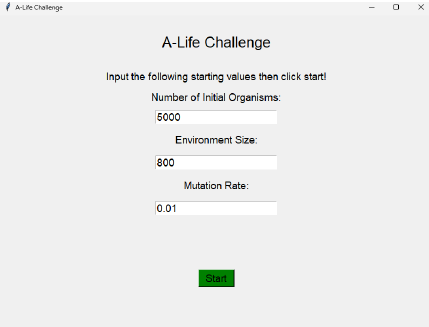 A-Life Challenge
A-Life Challenge
Input the following starting values then click start!
Number of Initial Organisms:
5000
Environment Size:
800
Mutation Rate:
0.01
Start